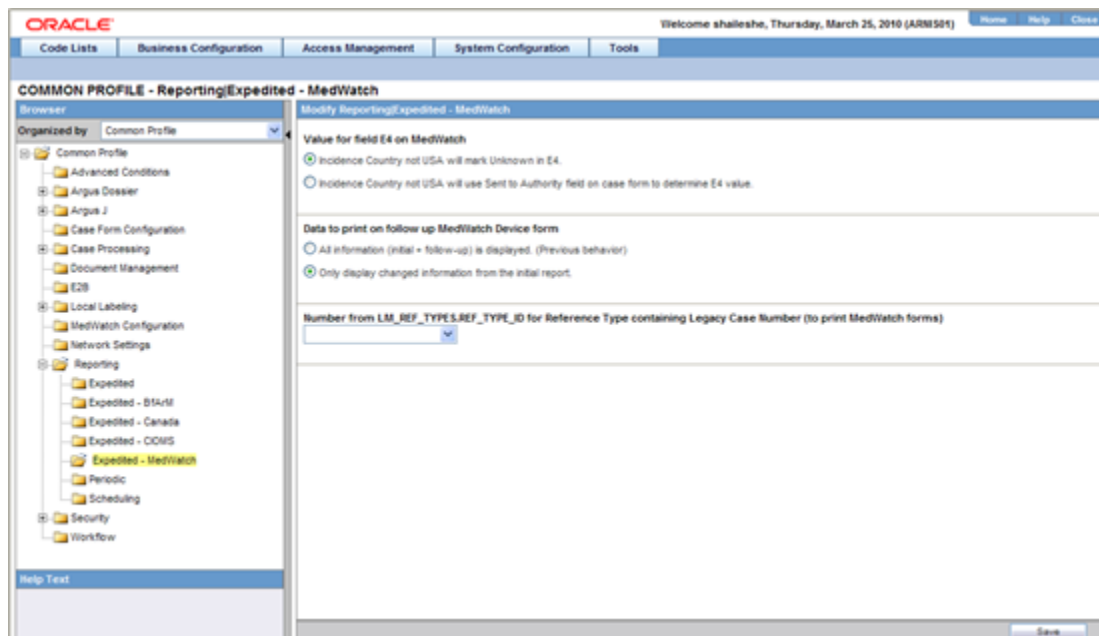 ORACLE
Welcome shaileshe, Thursday, March 25, 2010 (ARNIS01)
Home Help Close
Code Lists Business Configuration Access Management System Configuration Tools
COMMON PROFILE - Reporting|Expedited - MedWatch
Browser
Organized by Common Profile
Common Profile
Advanced Conditions
Argus Dossier
Argus J
Case Form Configuration
Case Processing
Document Management
E2B
Local Labeling
MedWatch Configuration
Network Settings
Reporting
Expedited
Expedited - BfArM
Expedited - Canada
Expedited - CIOMS
Expedited - MedWatch
Periodic
Scheduling
Security
Workflow
Help Text
Modify Reporting|Expedited - MedWatch
Value for field E4 on MedWatch
Incidence Country not USA will mark Unknown in E4.
Incidence Country not USA will use Sent to Authority field on case form to determine E4 value.
Data to print on follow up MedWatch Device form
All information (initial + follow-up) is displayed. (Previous behavior)
Only display changed information from the initial report.
Number from LM_REF_TYPES.REF_TYPE_ID for Reference Type containing Legacy Case Number (to print MedWatch forms)
Save